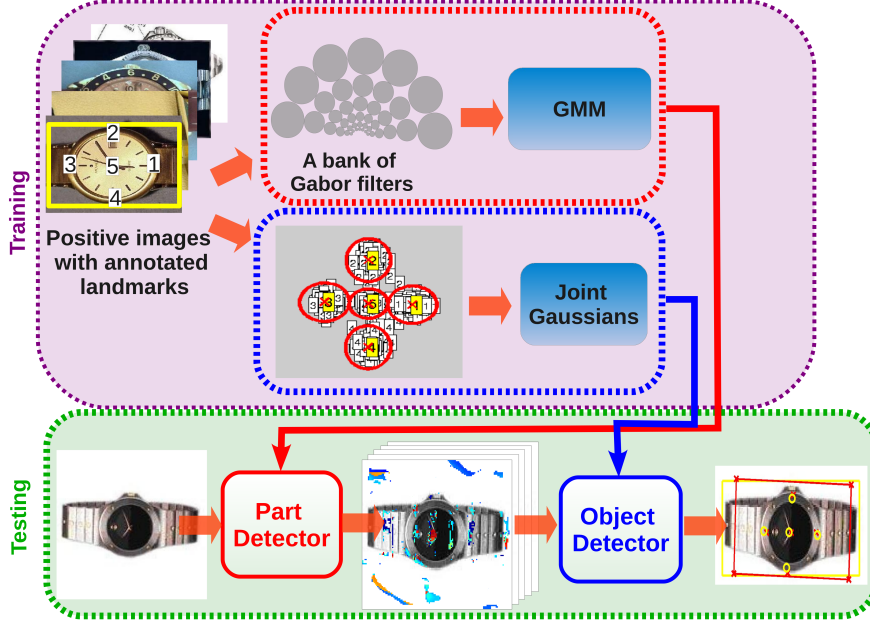 Training
2
3
5
1
4
Positive images
with annotated
landmarks
A bank of
Gabor filters
GMM
2
3
5
1
4
Joint
Gaussians
Testing
Part
Detector
Object
Detector